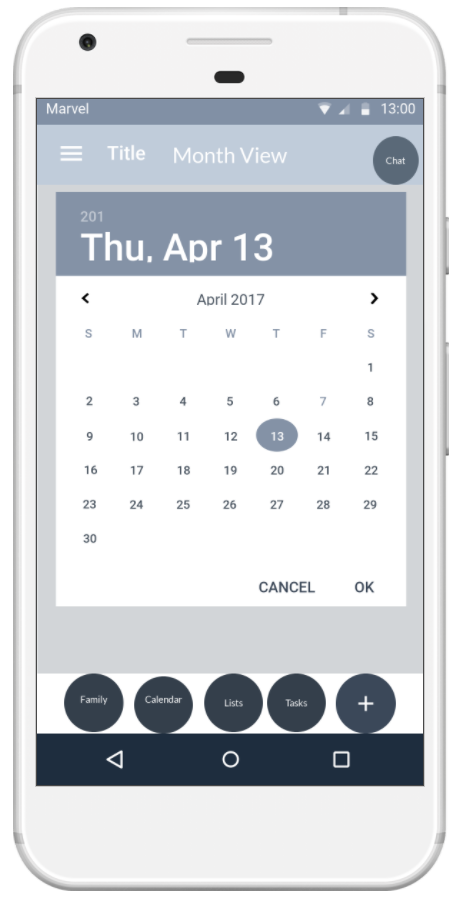 Marvel 13:00
Title Month View Chat
201
Thu, Apr 13
April 2017
S M T W T F S
1
2 3 4 5 6 7 8
9 10 11 12 13 14 15
16 17 18 19 20 21 22
23 24 25 26 27 28 29
30
CANCEL OK
Family Calendar Lists Tasks +